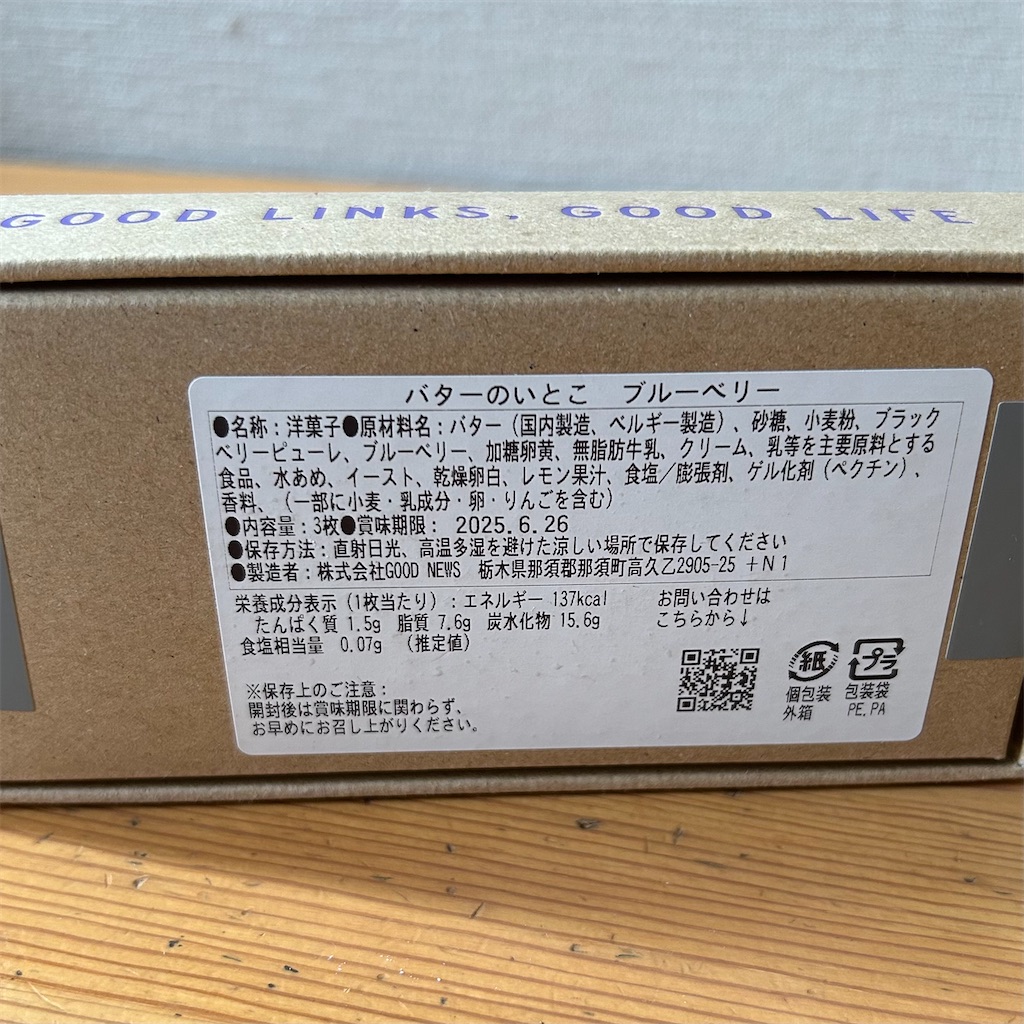 GOOD LINKS, GOOD LIFE
バターのいとこ　ブルーベリー
●名称：洋菓子●原材料名：バター（国内製造、ベルギー製造）、砂糖、小麦粉、ブラック
ベリーピューレ、ブルーベリー、加糖卵黄、無脂肪牛乳、クリーム、乳等を主要原料とする
食品、水あめ、イースト、乾燥卵白、レモン果汁、食塩／膨張剤、ゲル化剤（ペクチン）、
香料、（一部に小麦・乳成分・卵・りんごを含む）
●内容量：3枚●賞味期限： 2025.6.26
●保存方法：直射日光、高温多湿を避けた涼しい場所で保存してください
●製造者：株式会社GOOD NEWS　栃木県那須郡那須町高久乙2905-25 +N1
栄養成分表示（1枚当たり）：エネルギー 137kcal
たんぱく質 1.5g　脂質 7.6g　炭水化物 15.6g
食塩相当量　0.07g　（推定値）
お問い合わせは
こちらから↓
※保存上のご注意：
開封後は賞味期限に関わらず、
お早めにお召し上がりください。
紙
個包装
外箱
プラ
包装袋
PE,PA